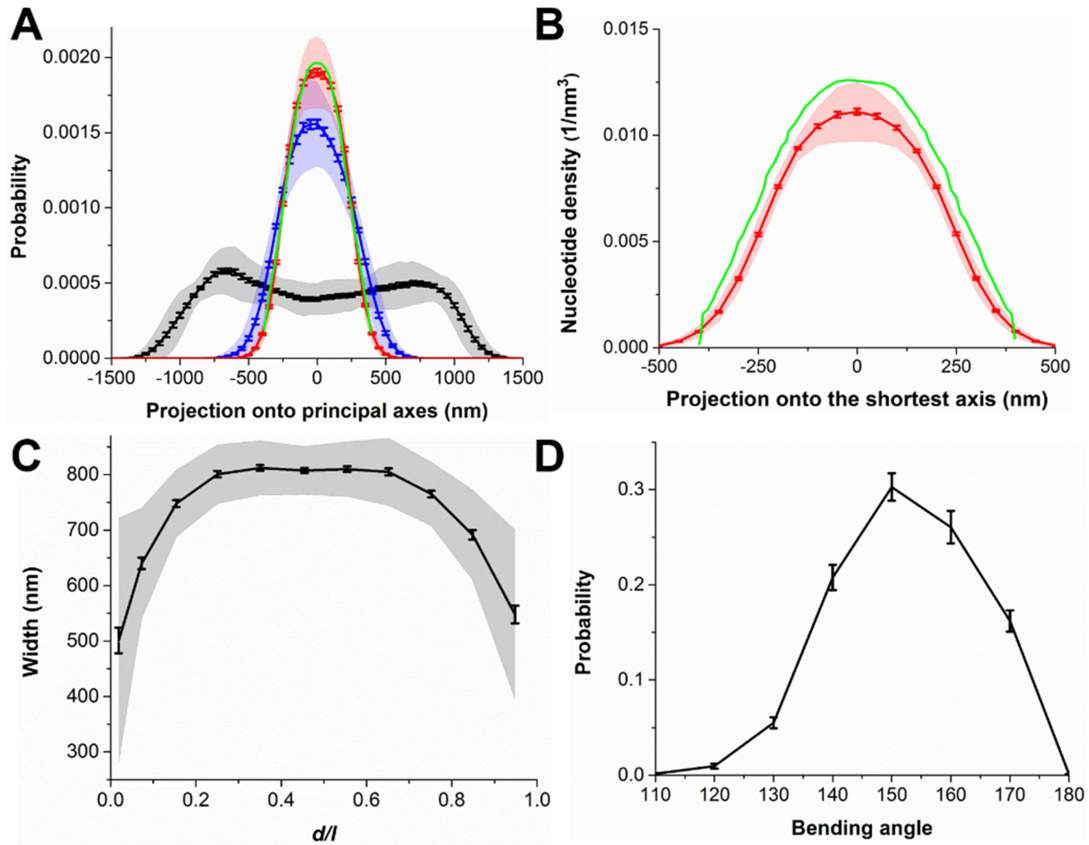 A
0.0020
0.0015
0.0010
0.0005
0.0000
Probability
-1500 -1000 -500 0 500 1000 1500
Projection onto principal axes (nm)
B
0.015
0.010
0.005
0.000
Nucleotide density (1/nm³)
-500 -250 0 250 500
Projection onto the shortest axis (nm)
C
800
700
600
500
400
300
Width (nm)
0.0 0.2 0.4 0.6 0.8 1.0
d/l
D
0.3
0.2
0.1
0.0
Probability
110 120 130 140 150 160 170 180
Bending angle